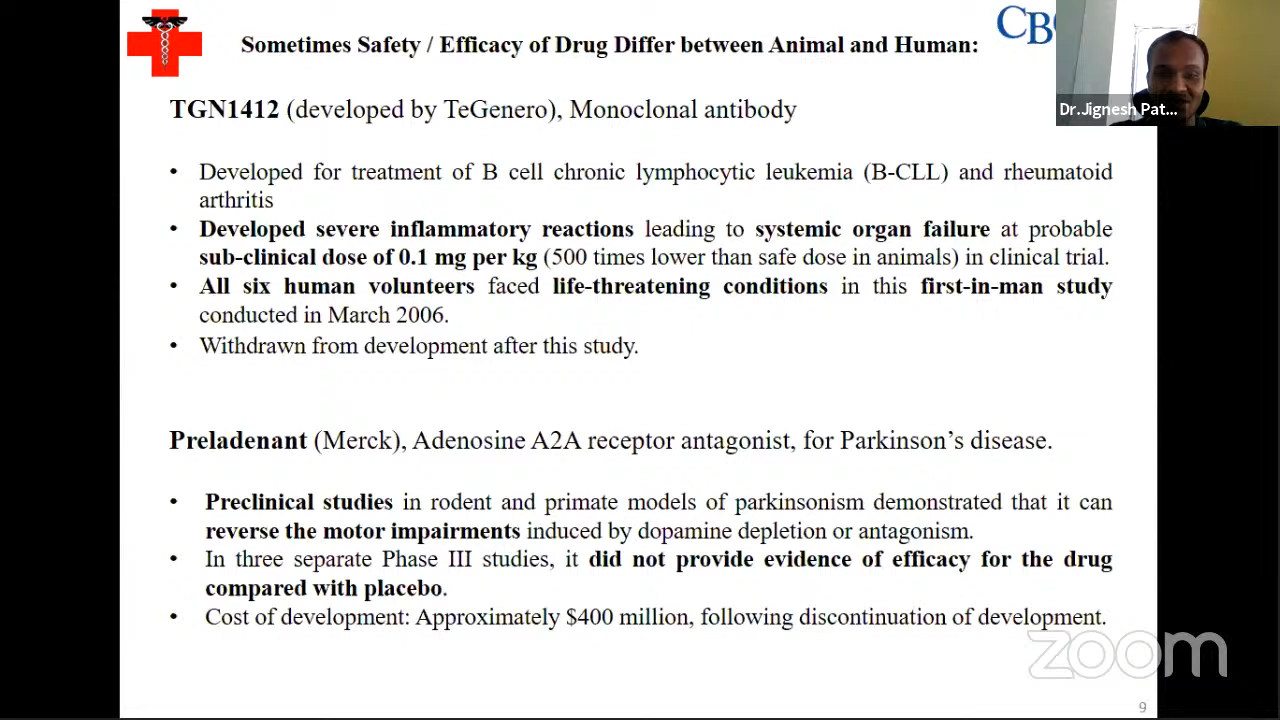 Sometimes Safety / Efficacy of Drug Differ between Animal and Human:
CB
Dr.Jignesh Pat...
TGN1412 (developed by TeGenero), Monoclonal antibody
• Developed for treatment of B cell chronic lymphocytic leukemia (B-CLL) and rheumatoid
arthritis
• Developed severe inflammatory reactions leading to systemic organ failure at probable
sub-clinical dose of 0.1 mg per kg (500 times lower than safe dose in animals) in clinical trial.
• All six human volunteers faced life-threatening conditions in this first-in-man study
conducted in March 2006.
• Withdrawn from development after this study.
Preladenant (Merck), Adenosine A2A receptor antagonist, for Parkinson’s disease.
• Preclinical studies in rodent and primate models of parkinsonism demonstrated that it can
reverse the motor impairments induced by dopamine depletion or antagonism.
• In three separate Phase III studies, it did not provide evidence of efficacy for the drug
compared with placebo.
• Cost of development: Approximately $400 million, following discontinuation of development.
zoom
9